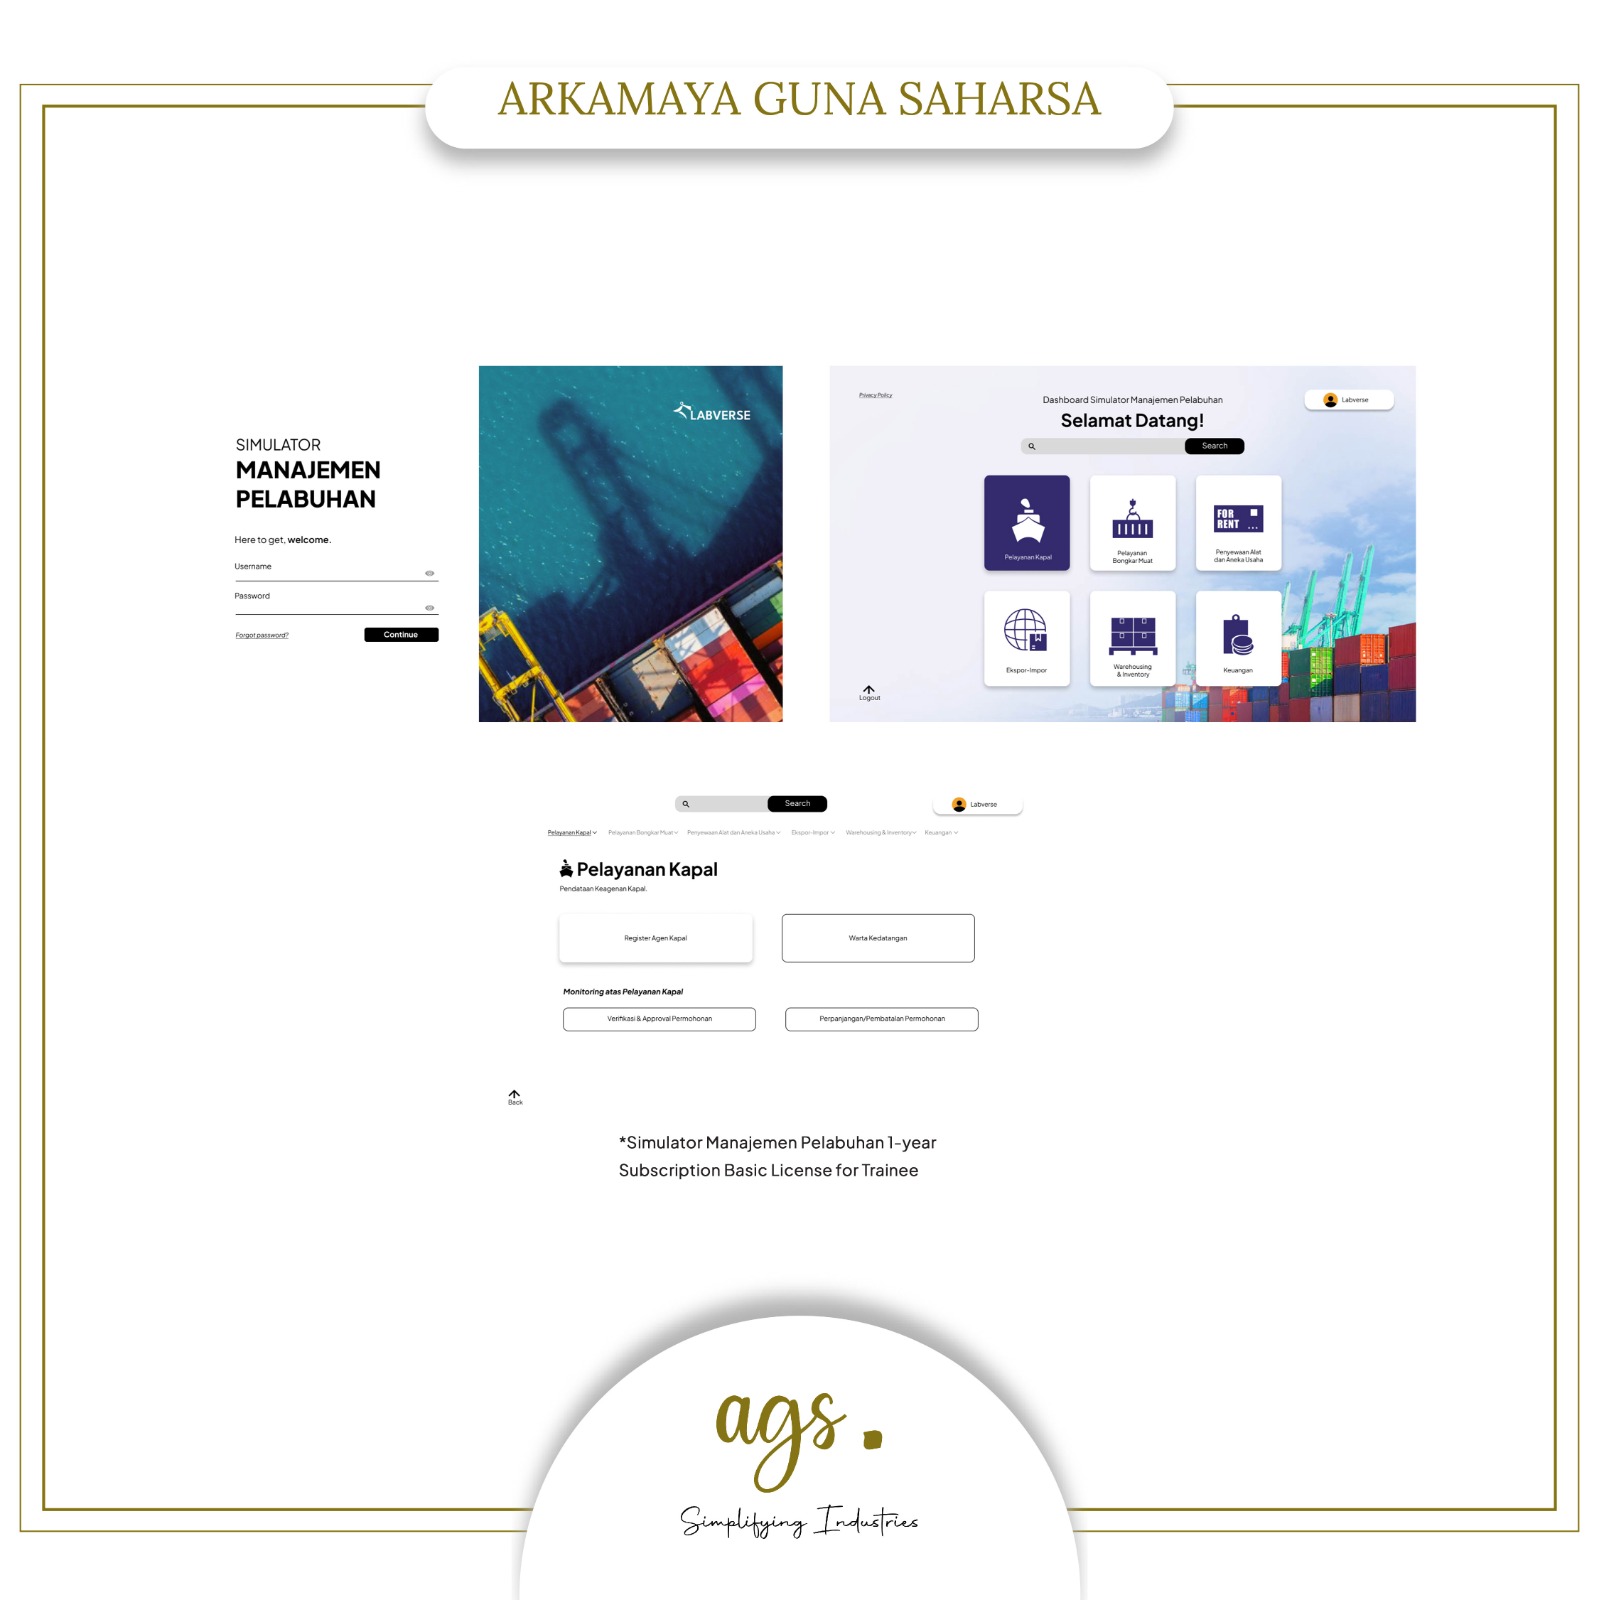 ARKAMAYA GUNA SAHARSA
SIMULATOR
MANAJEMEN
PELABUHAN
Here to get, welcome.
Username
Password
Forgot password?
Continue
LABVERSE
Privacy Policy
Dashboard Simulator Manajemen Pelabuhan
Selamat Datang!
Labverse
Search
Pelayanan Kapal
Pelayanan
Bongkar Muat
FOR
RENT ...
Penyewaan Alat
dan Aneka Usaha
Ekspor-Impor
Warehousing
& Inventory
Keuangan
Logout
Search
Labverse
Pelayanan Kapal
Pelayanan Bongkar Muat
Penyewaan Alat dan Aneka Usaha
Ekspor-Impor
Warehousing & Inventory
Keuangan
Pelayanan Kapal
Pendataan Keagenan Kapal.
Register Agen Kapal
Warta Kedatangan
Monitoring atas Pelayanan Kapal
Verifikasi & Approval Permohonan
Perpanjangan/Pembatalan Permohonan
Back
*Simulator Manajemen Pelabuhan 1-year
Subscription Basic License for Trainee
ags.
Simplifying Industries